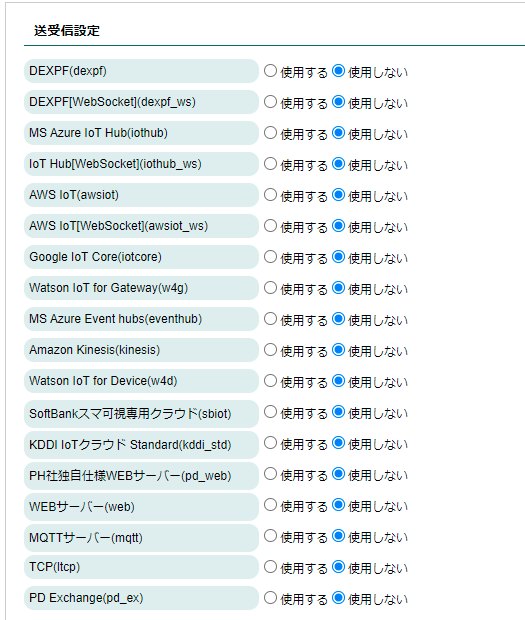 送受信設定
DEXPF(dexpf) 使用する 使用しない
DEXPF[WebSocket](dexpf_ws) 使用する 使用しない
MS Azure IoT Hub(iothub) 使用する 使用しない
IoT Hub[WebSocket](iothub_ws) 使用する 使用しない
AWS IoT(awsiot) 使用する 使用しない
AWS IoT[WebSocket](awsiot_ws) 使用する 使用しない
Google IoT Core(iotcore) 使用する 使用しない
Watson IoT for Gateway(w4g) 使用する 使用しない
MS Azure Event hubs(eventhub) 使用する 使用しない
Amazon Kinesis(kinesis) 使用する 使用しない
Watson IoT for Device(w4d) 使用する 使用しない
SoftBankスマ可視専用クラウド(sbiot) 使用する 使用しない
KDDI IoTクラウド Standard(kddi_std) 使用する 使用しない
PH社独自仕様WEBサーバー(pd_web) 使用する 使用しない
WEBサーバー(web) 使用する 使用しない
MQTTサーバー(mqtt) 使用する 使用しない
TCP(ltcp) 使用する 使用しない
PD Exchange(pd_ex) 使用する 使用しない